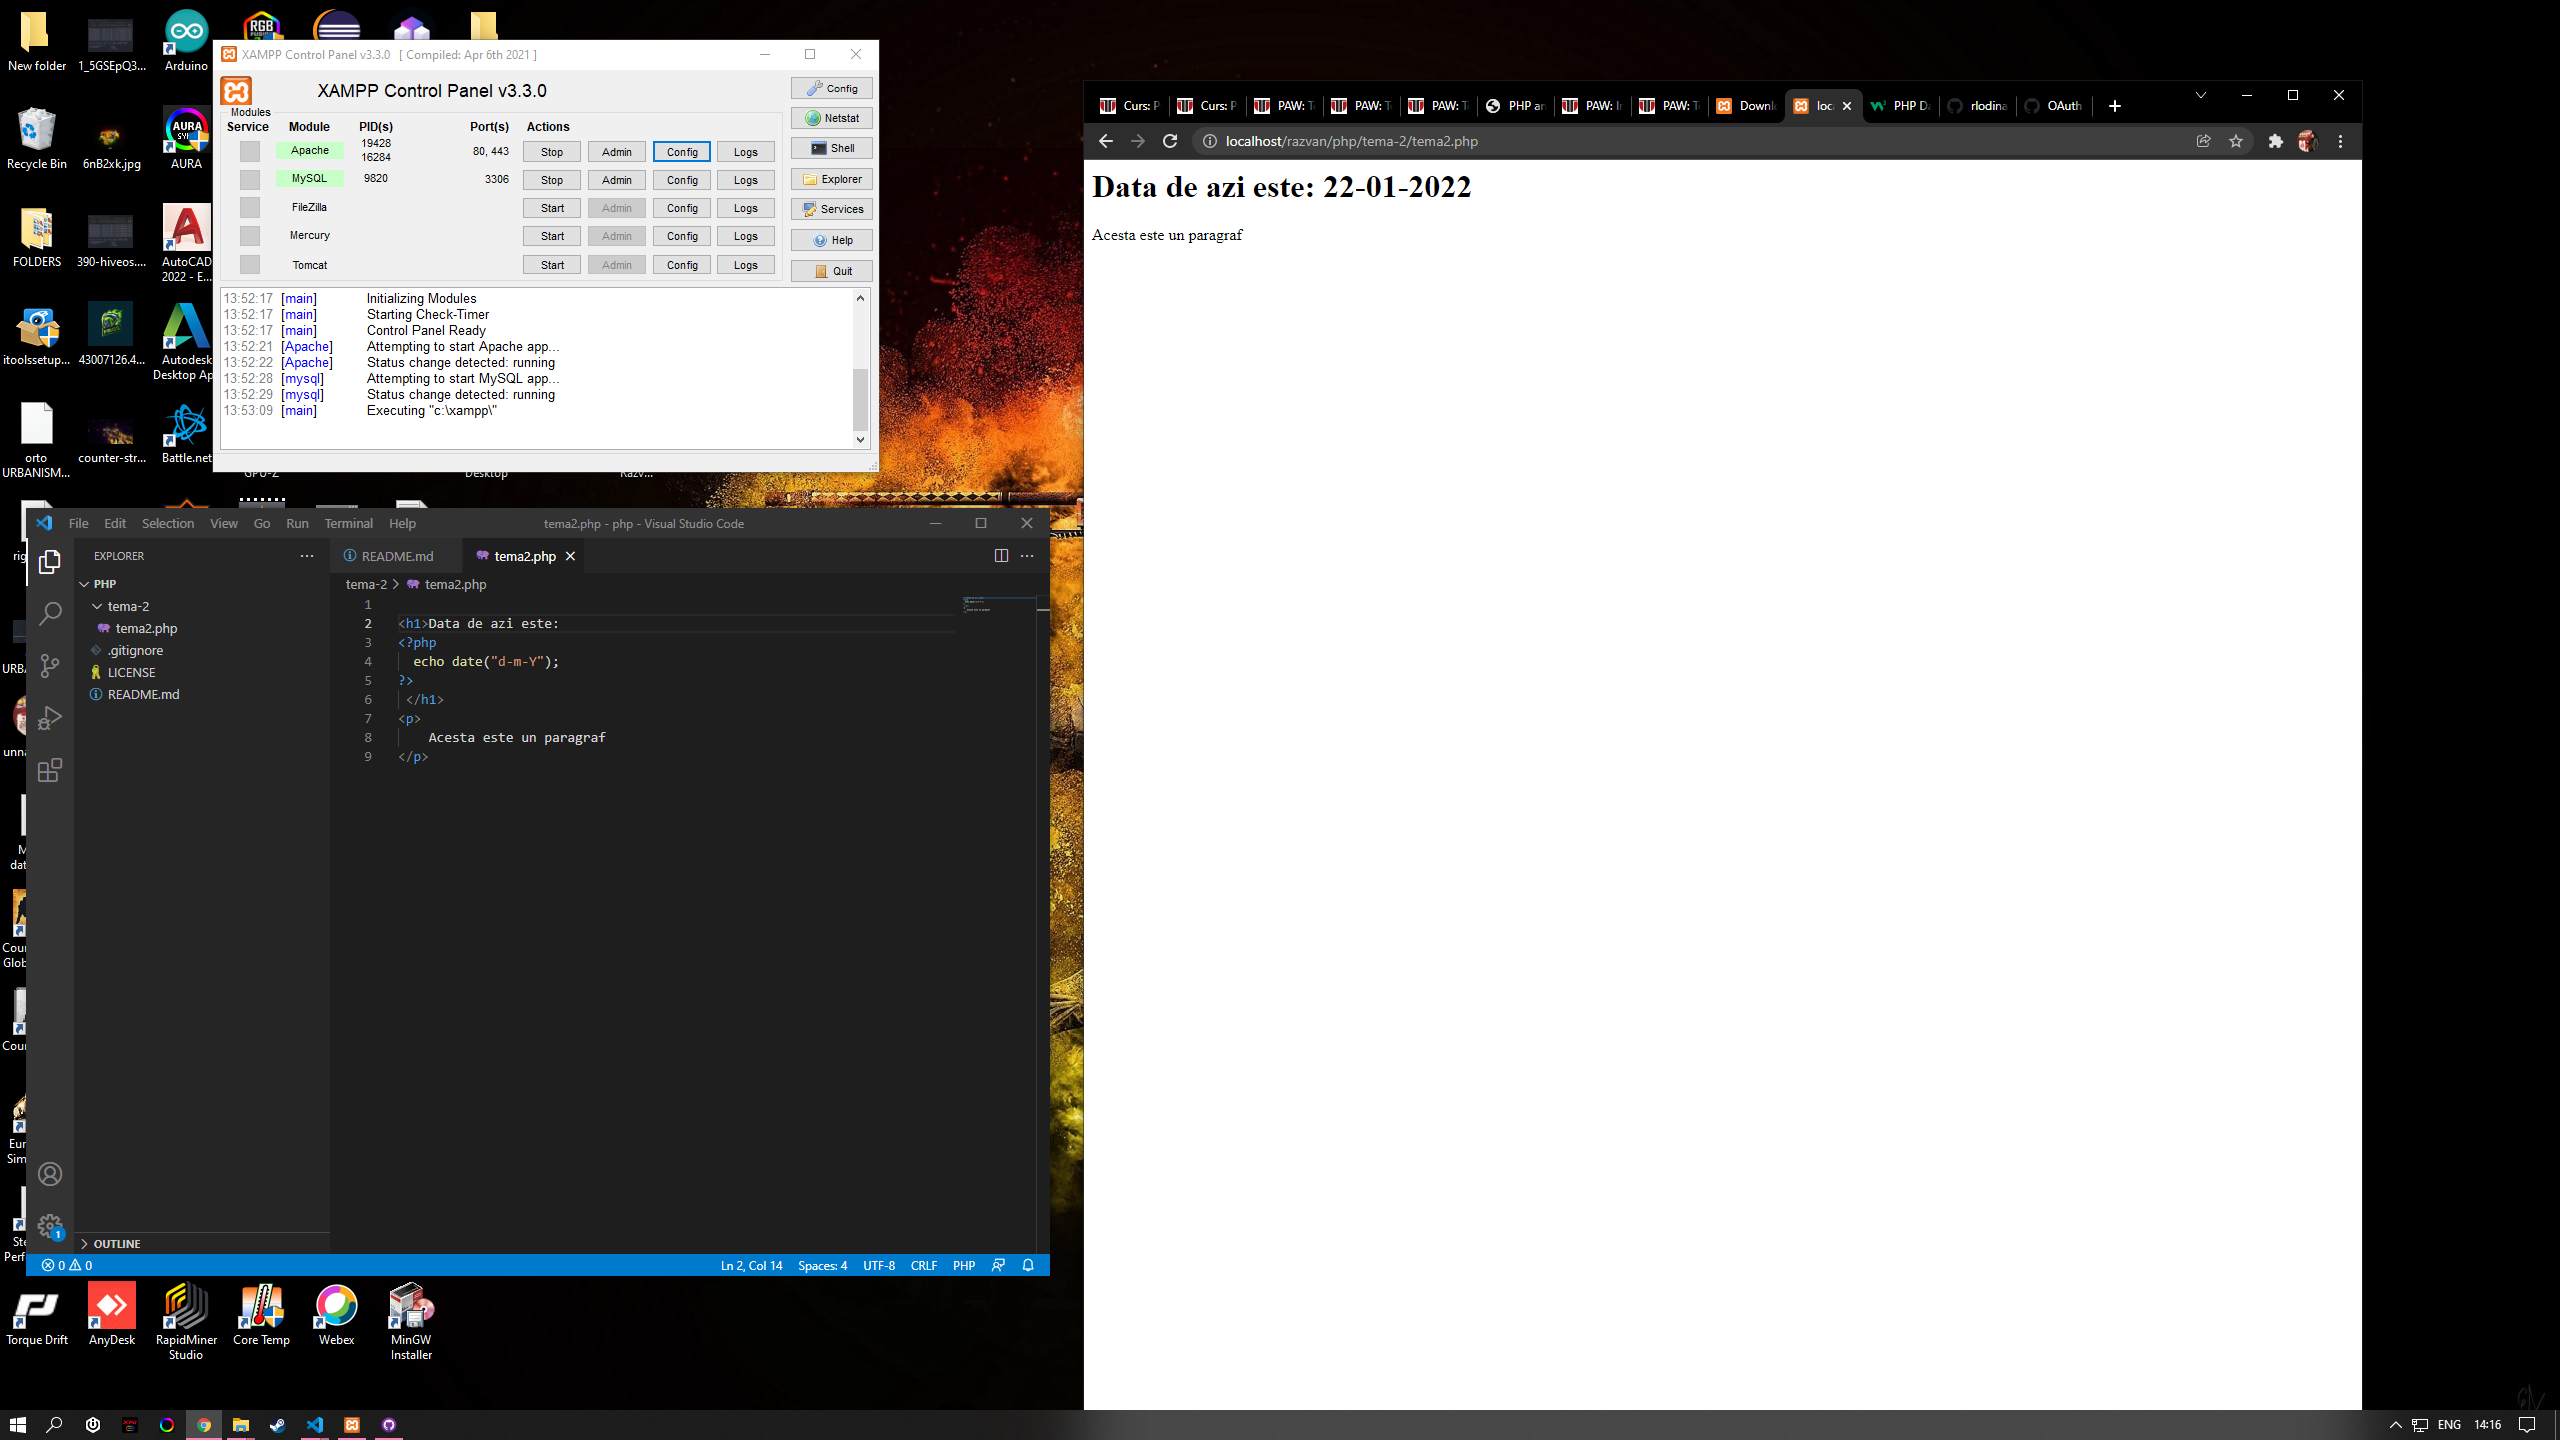 New folder
1_5GSEpQ3...
Arduino
Recycle Bin
6nB2xk.jpg
AURA
FOLDERS
390-hiveos....
AutoCAD
2022 - E...
itoolssetup...
43007126.4...
Autodesk
Desktop Ap
orto
URBANISM...
counter-str...
Battle.net
GPU-Z
Desktop
Razv...
XAMPP Control Panel v3.3.0 [ Compiled: Apr 6th 2021 ]
XAMPP Control Panel v3.3.0
Modules
Service Module PID(s) Port(s) Actions
Apache 19428 16284 80, 443 Stop Admin Config Logs
MySQL 9820 3306 Stop Admin Config Logs
FileZilla Start Admin Config Logs
Mercury Start Admin Config Logs
Tomcat Start Admin Config Logs
Config
Netstat
Shell
Explorer
Services
Help
Quit
13:52:17 [main] Initializing Modules
13:52:17 [main] Starting Check-Timer
13:52:17 [main] Control Panel Ready
13:52:21 [Apache] Attempting to start Apache app...
13:52:22 [Apache] Status change detected: running
13:52:28 [mysql] Attempting to start MySQL app...
13:52:29 [mysql] Status change detected: running
13:53:09 [main] Executing "c:\xampp\"
File Edit Selection View Go Run Terminal Help tema2.php - php - Visual Studio Code
EXPLORER
PHP
tema-2
tema2.php
.gitignore
LICENSE
README.md
OUTLINE
README.md tema2.php
tema-2 > tema2.php
1
2 <h1>Data de azi este:
3 <?php
4 echo date("d-m-Y");
5 ?>
6 </h1>
7 <p>
8 Acesta este un paragraf
9 </p>
0 0 Ln 2, Col 14 Spaces: 4 UTF-8 CRLF PHP
1
Torque Drift
AnyDesk
RapidMiner
Studio
Core Temp
Webex
MinGW
Installer
Curs: P Curs: P PAW: T PAW: T PAW: T PHP an PAW: In PAW: T Downl loca PHP Da rlodina OAuth
localhost/razvan/php/tema-2/tema2.php
Data de azi este: 22-01-2022
Acesta este un paragraf
ENG 14:16